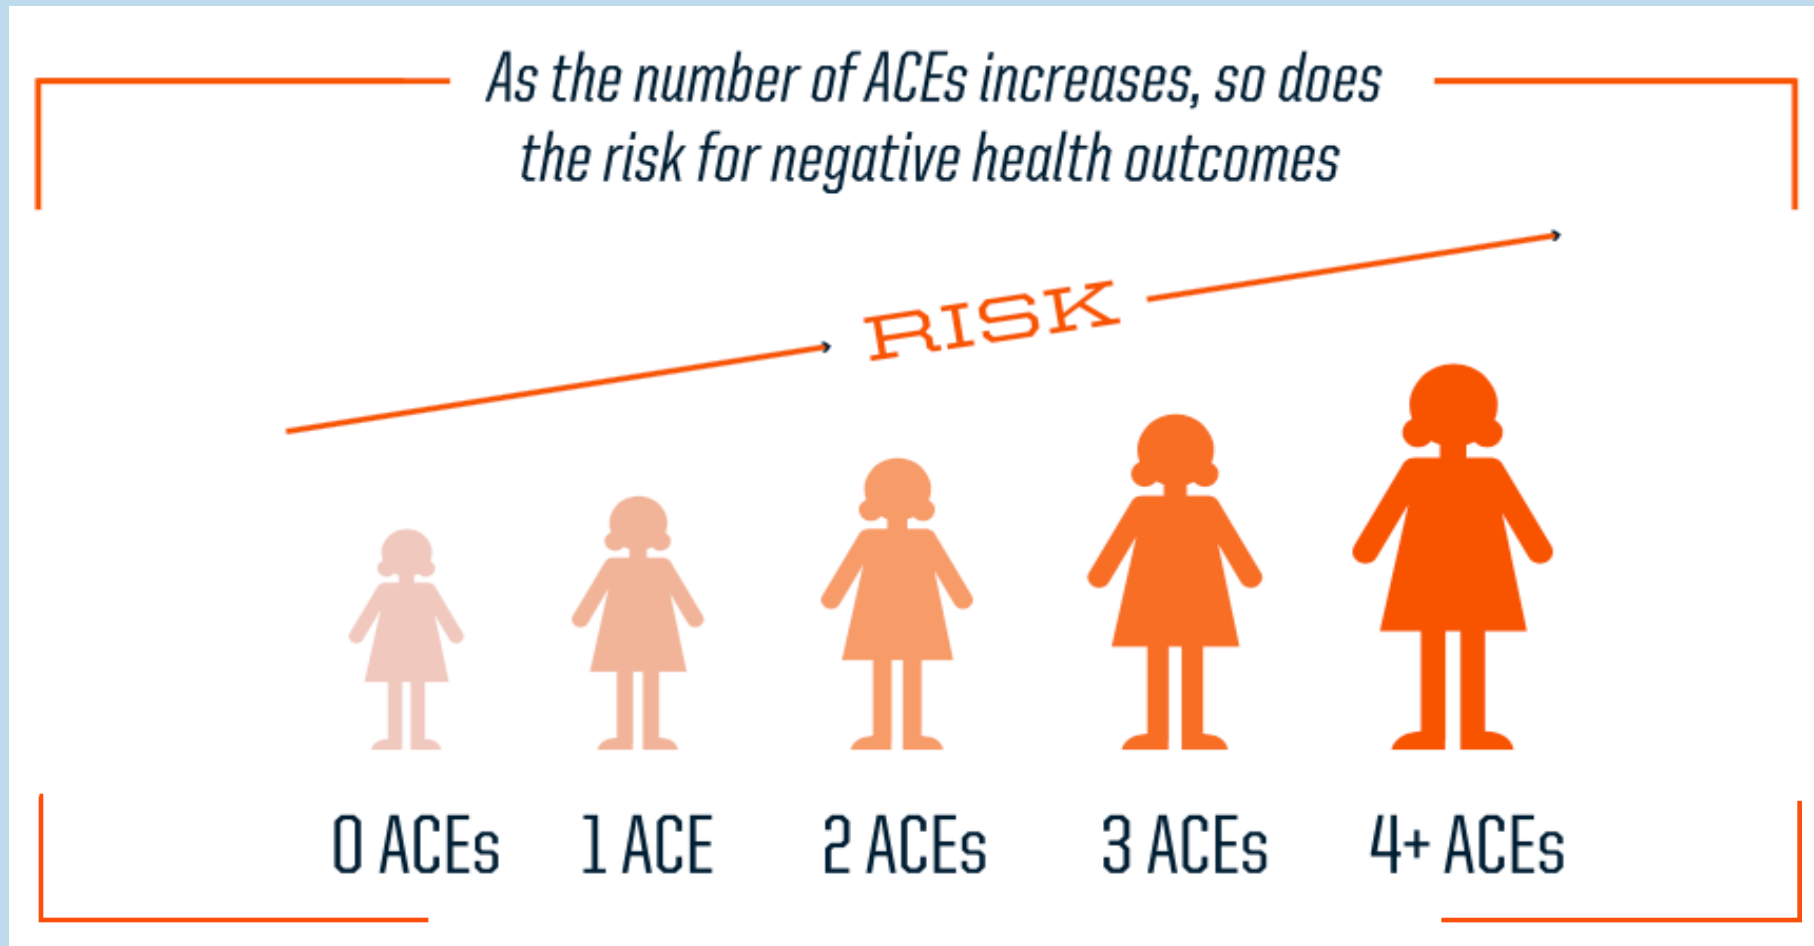 As the number of ACEs increases, so does
the risk for negative health outcomes
RISK
0 ACEs
1 ACE
2 ACEs
3 ACEs
4+ ACEs